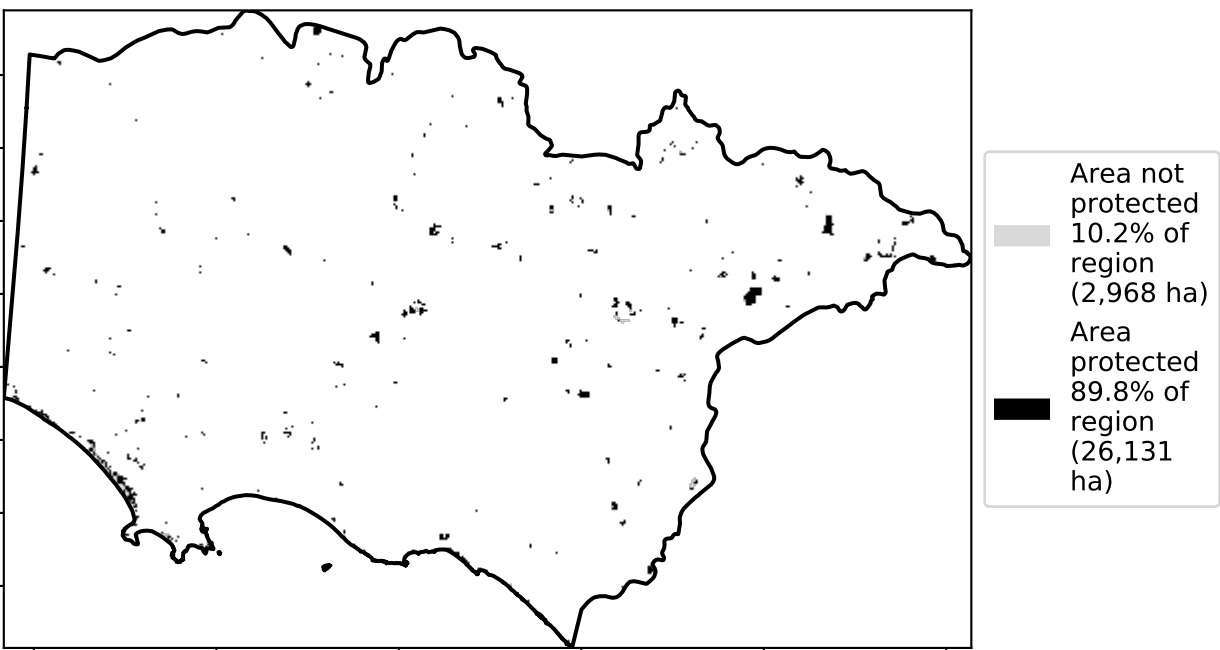 Area not
protected
10.2% of
region
(2,968 ha)
Area
protected
89.8% of
region
(26,131
ha)